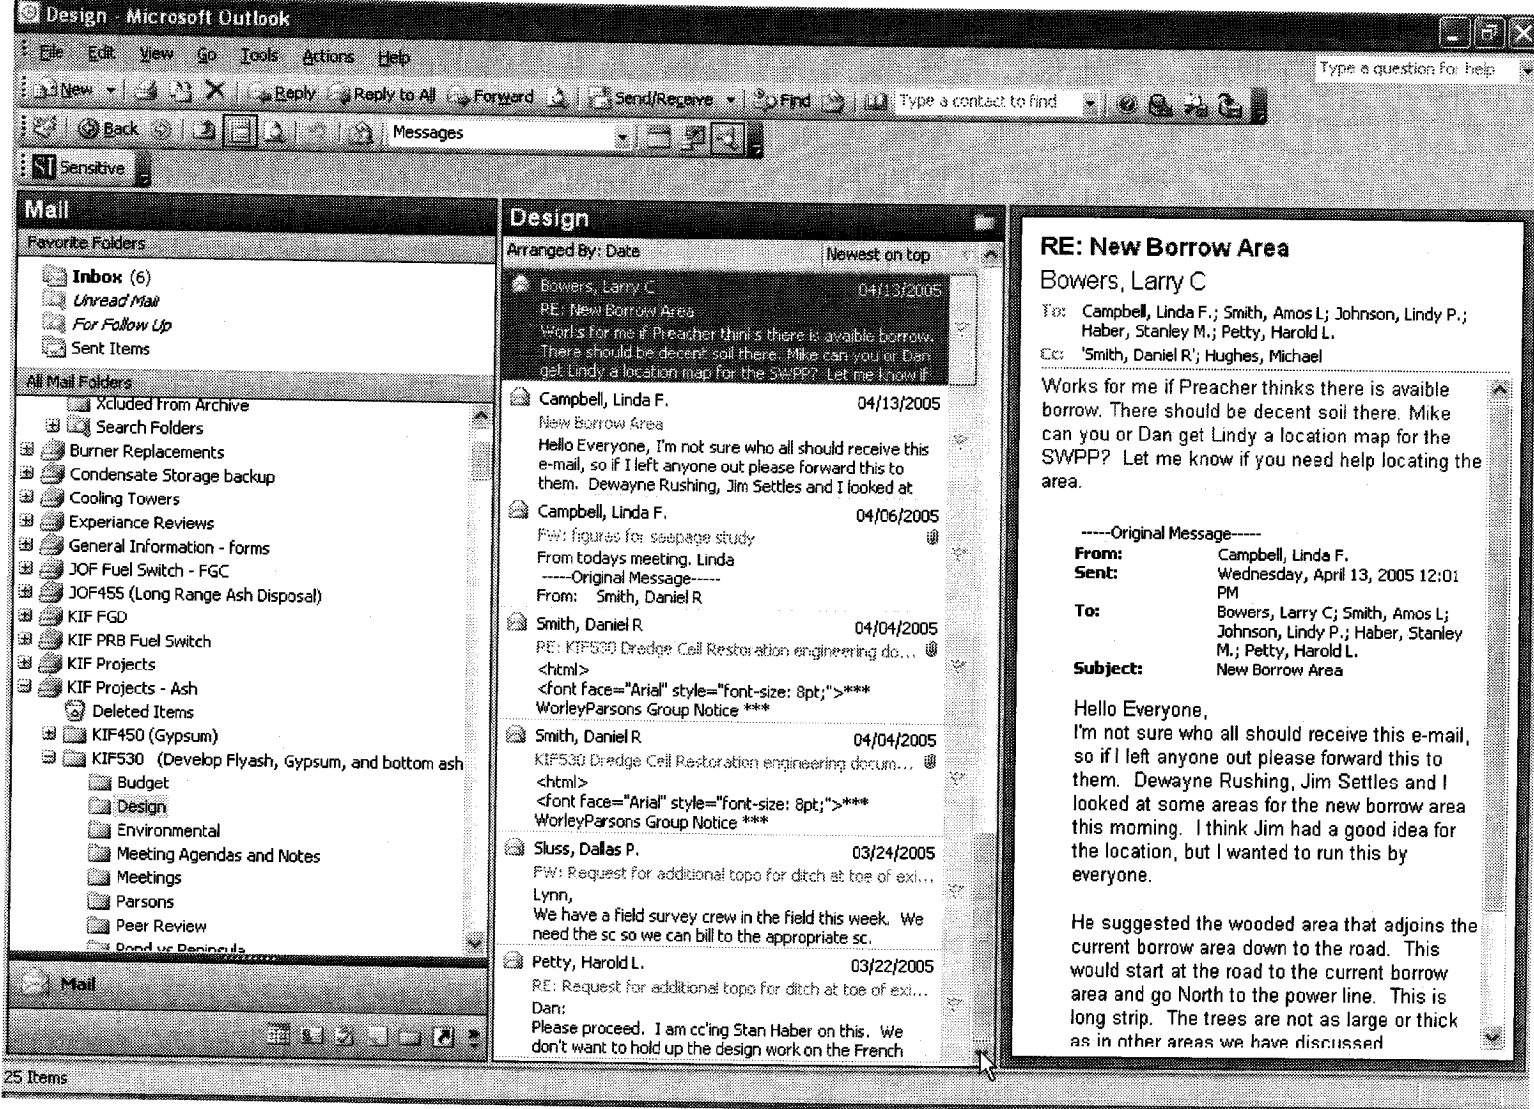 Design - Microsoft Outlook
File Edit View Go Tools Actions Help
Type a question for help
New Reply Reply to All Forward Send/Receive Find Type a contact to find
Back Messages
SI Sensitive
Mail
Favorite Folders
Inbox (6)
Unread Mail
For Follow Up
Sent Items
All Mail Folders
Xcluded from Archive
Search Folders
Burner Replacements
Condensate Storage backup
Cooling Towers
Experiance Reviews
General Information - forms
JOF Fuel Switch - FGC
JOF455 (Long Range Ash Disposal)
KIF FGD
KIF PRB Fuel Switch
KIF Projects
KIF Projects - Ash
Deleted Items
KIF450 (Gypsum)
KIF530 (Develop Flyash, Gypsum, and bottom ash
Budget
Design
Environmental
Meeting Agendas and Notes
Meetings
Parsons
Peer Review
Pond vs Peninsula
Mail
25 Items
Design
Arranged By: Date Newest on top
Bowers, Larry C 04/13/2005
RE: New Borrow Area
Works for me if Preacher thinks there is avaible borrow.
There should be decent soil there. Mike can you or Dan
get Lindy a location map for the SWPP? Let me know if
Campbell, Linda F. 04/13/2005
New Borrow Area
Hello Everyone, I'm not sure who all should receive this
e-mail, so if I left anyone out please forward this to
them. Dewayne Rushing, Jim Settles and I looked at
Campbell, Linda F. 04/06/2005
FW: figures for seepage study
From todays meeting. Linda
-----Original Message-----
From: Smith, Daniel R
Smith, Daniel R 04/04/2005
RE: KIF530 Dredge Cell Restoration engineering do...
<html>
<font face="Arial" style="font-size: 8pt;">***
WorleyParsons Group Notice ***
Smith, Daniel R 04/04/2005
KIF530 Dredge Cell Restoration engineering docum...
<html>
<font face="Arial" style="font-size: 8pt;">***
WorleyParsons Group Notice ***
Sluss, Dallas P. 03/24/2005
FW: Request for additional topo for ditch at toe of exi...
Lynn,
We have a field survey crew in the field this week. We
need the sc so we can bill to the appropriate sc.
Petty, Harold L. 03/22/2005
RE: Request for additional topo for ditch at toe of exi...
Dan:
Please proceed. I am cc'ing Stan Haber on this. We
don't want to hold up the design work on the French
RE: New Borrow Area
Bowers, Larry C
To: Campbell, Linda F.; Smith, Amos L; Johnson, Lindy P.;
Haber, Stanley M.; Petty, Harold L.
Cc: 'Smith, Daniel R'; Hughes, Michael
Works for me if Preacher thinks there is avaible
borrow. There should be decent soil there. Mike
can you or Dan get Lindy a location map for the
SWPP? Let me know if you need help locating the
area.
-----Original Message-----
From: Campbell, Linda F.
Sent: Wednesday, April 13, 2005 12:01
PM
To: Bowers, Larry C; Smith, Amos L;
Johnson, Lindy P.; Haber, Stanley
M.; Petty, Harold L.
Subject: New Borrow Area
Hello Everyone,
I'm not sure who all should receive this e-mail,
so if I left anyone out please forward this to
them. Dewayne Rushing, Jim Settles and I
looked at some areas for the new borrow area
this morning. I think Jim had a good idea for
the location, but I wanted to run this by
everyone.
He suggested the wooded area that adjoins the
current borrow area down to the road. This
would start at the road to the current borrow
area and go North to the power line. This is
long strip. The trees are not as large or thick
as in other areas we have discussed